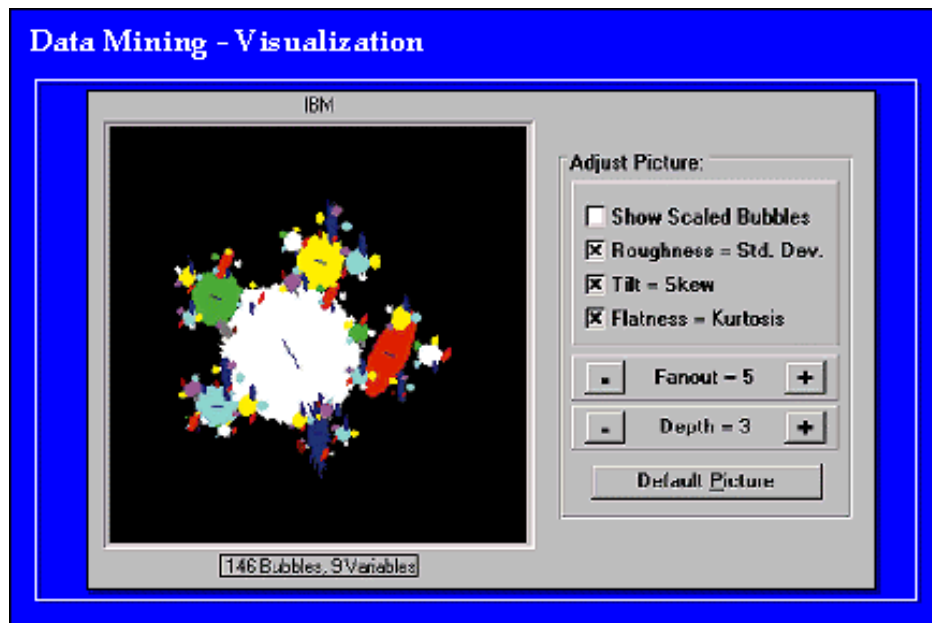 Data Mining - Visualization
IBM
Adjust Picture:
Show Scaled Bubbles
Roughness = Std. Dev.
Tilt = Skew
Flatness = Kurtosis
- Fanout = 5 +
- Depth = 3 +
Default Picture
146 Bubbles, 9 Variables